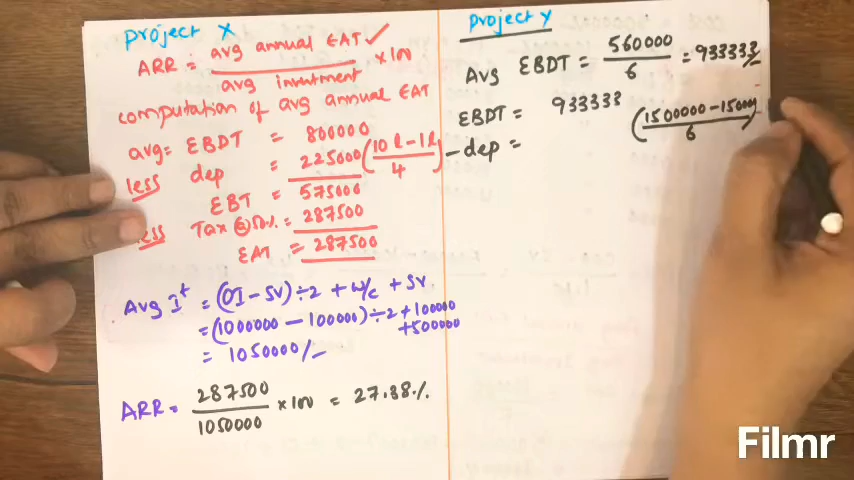 project X
ARR = avg annual EAT ✓
avg investment × 100
computation of avg annual EAT
avg = EBDT = 800000
less dep = 225000 (10 l - 1 l
4)
EBT = 575000
Tax @50% = 287500
EAT = 287500
Avg It = (OI - SV) ÷ 2 + W/C + SV
= (1000000 - 100000) ÷ 2 + 100000
+ 500000
= 1050000/-
ARR = 287500
1050000 × 100 = 27.38%
project Y
Avg EBDT = 560000
6 = 933333/-
EBDT = 933333
- dep = (1500000 - 15000
6)
Filmr